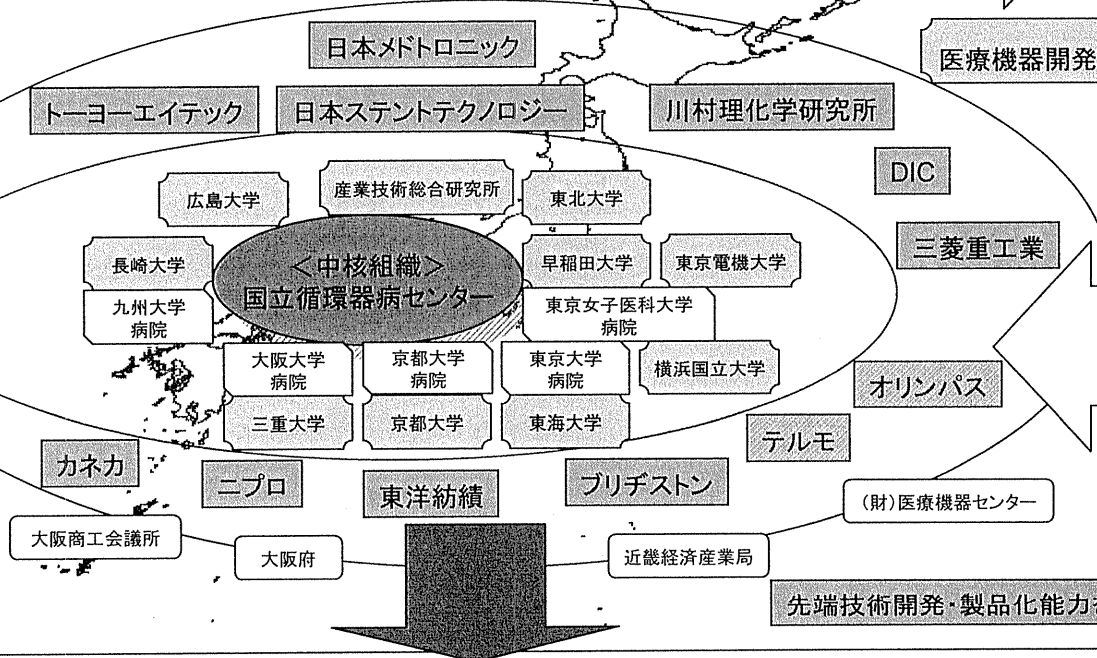 日本メドトロニック
医療機器開発
トーヨーエイテック
日本ステントテクノロジー
川村理化学研究所
DIC
広島大学
産業技術総合研究所
東北大学
三菱重工業
長崎大学
＜中核組織＞
国立循環器病センター
早稲田大学
東京電機大学
九州大学
病院
東京女子医科大学
病院
大阪大学
病院
京都大学
病院
東京大学
病院
横浜国立大学
オリンパス
三重大学
京都大学
東海大学
テルモ
カネカ
ニプロ
東洋紡績
ブリヂストン
（財）医療機器センター
大阪商工会議所
大阪府
近畿経済産業局
先端技術開発・製品化能力